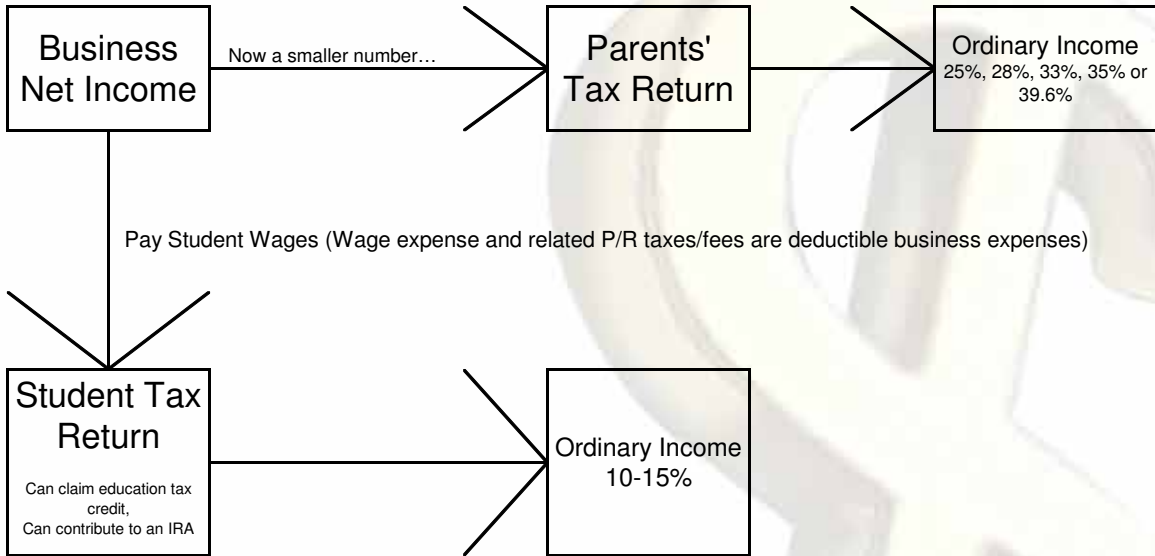 Business
Net Income
Now a smaller number…
Parents'
Tax Return
Ordinary Income
25%, 28%, 33%, 35% or
39.6%
Pay Student Wages (Wage expense and related P/R taxes/fees are deductible business expenses)
Student Tax
Return
Can claim education tax
credit,
Can contribute to an IRA
Ordinary Income
10-15%